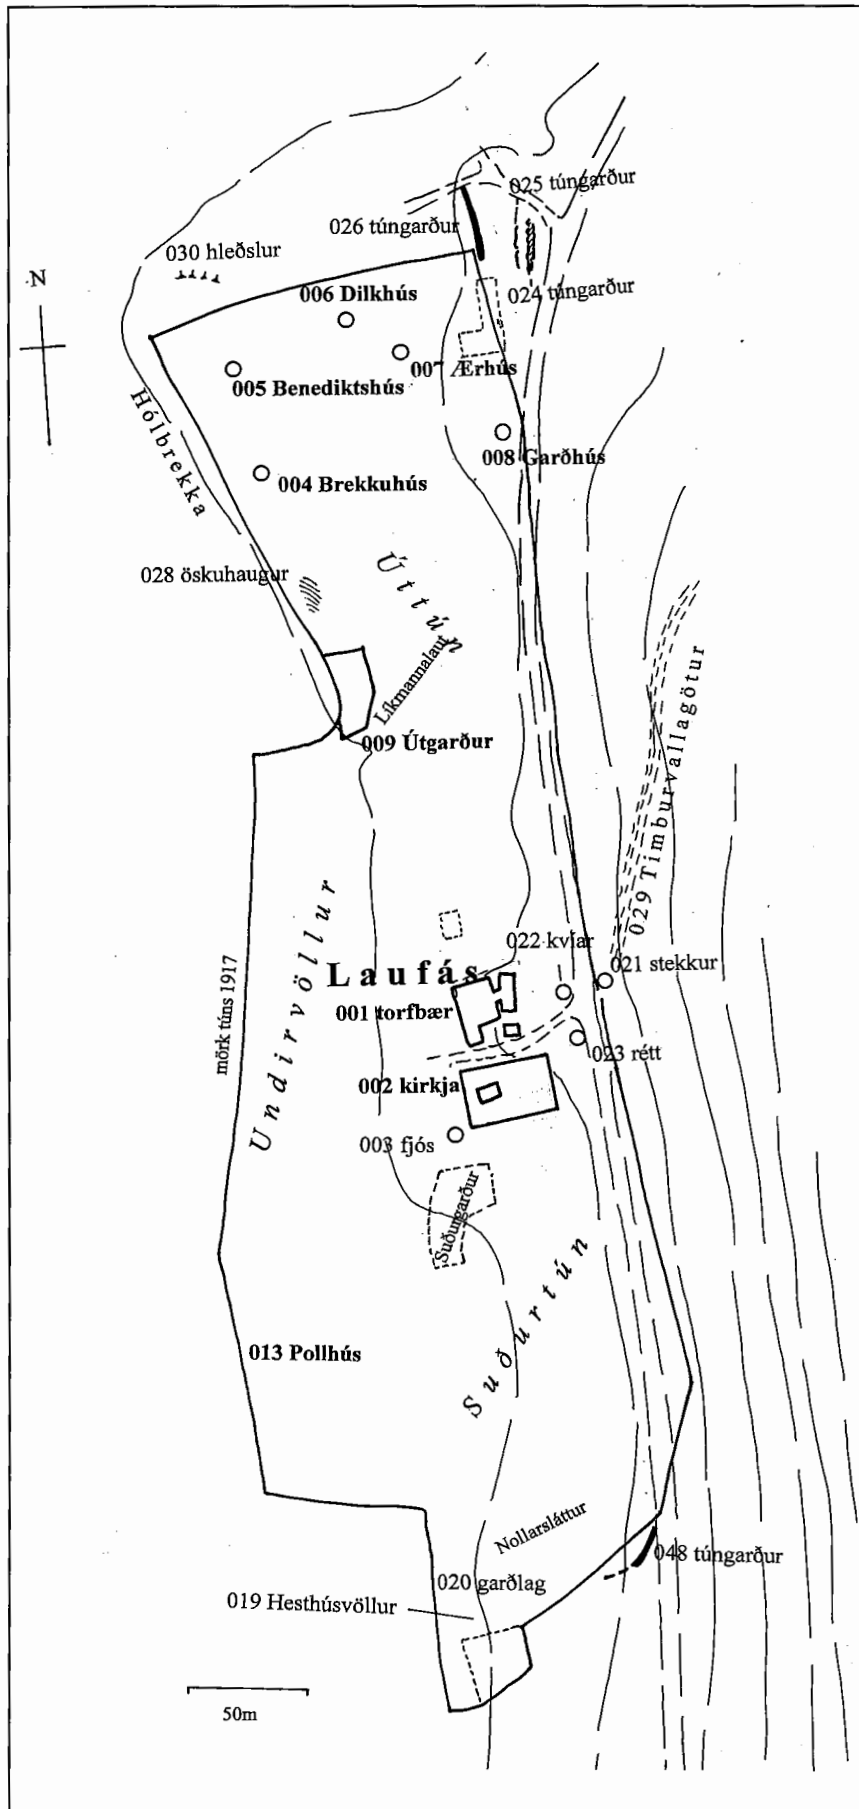 025 túngarður
026 túngarður
030 hleðslur
N
024 túngarður
006 Dilkhús
007 Ærhús
005 Benediktshús
Hólbrekka
008 Garðhús
004 Brekkuhús
028 öskuhaugur
Úttún
Líkmannalaut
009 Útgarður
029 Timburvallagötur
Undirvöllur
022 kvíar
021 stekkur
Laufás
001 torfbær
mörk túns 1917
023 rétt
002 kirkja
003 fjós
Suðurgarður
Suðurtún
013 Pollhús
Nollarsláttur
048 túngarður
020 garðlag
019 Hesthúsvöllur
50m